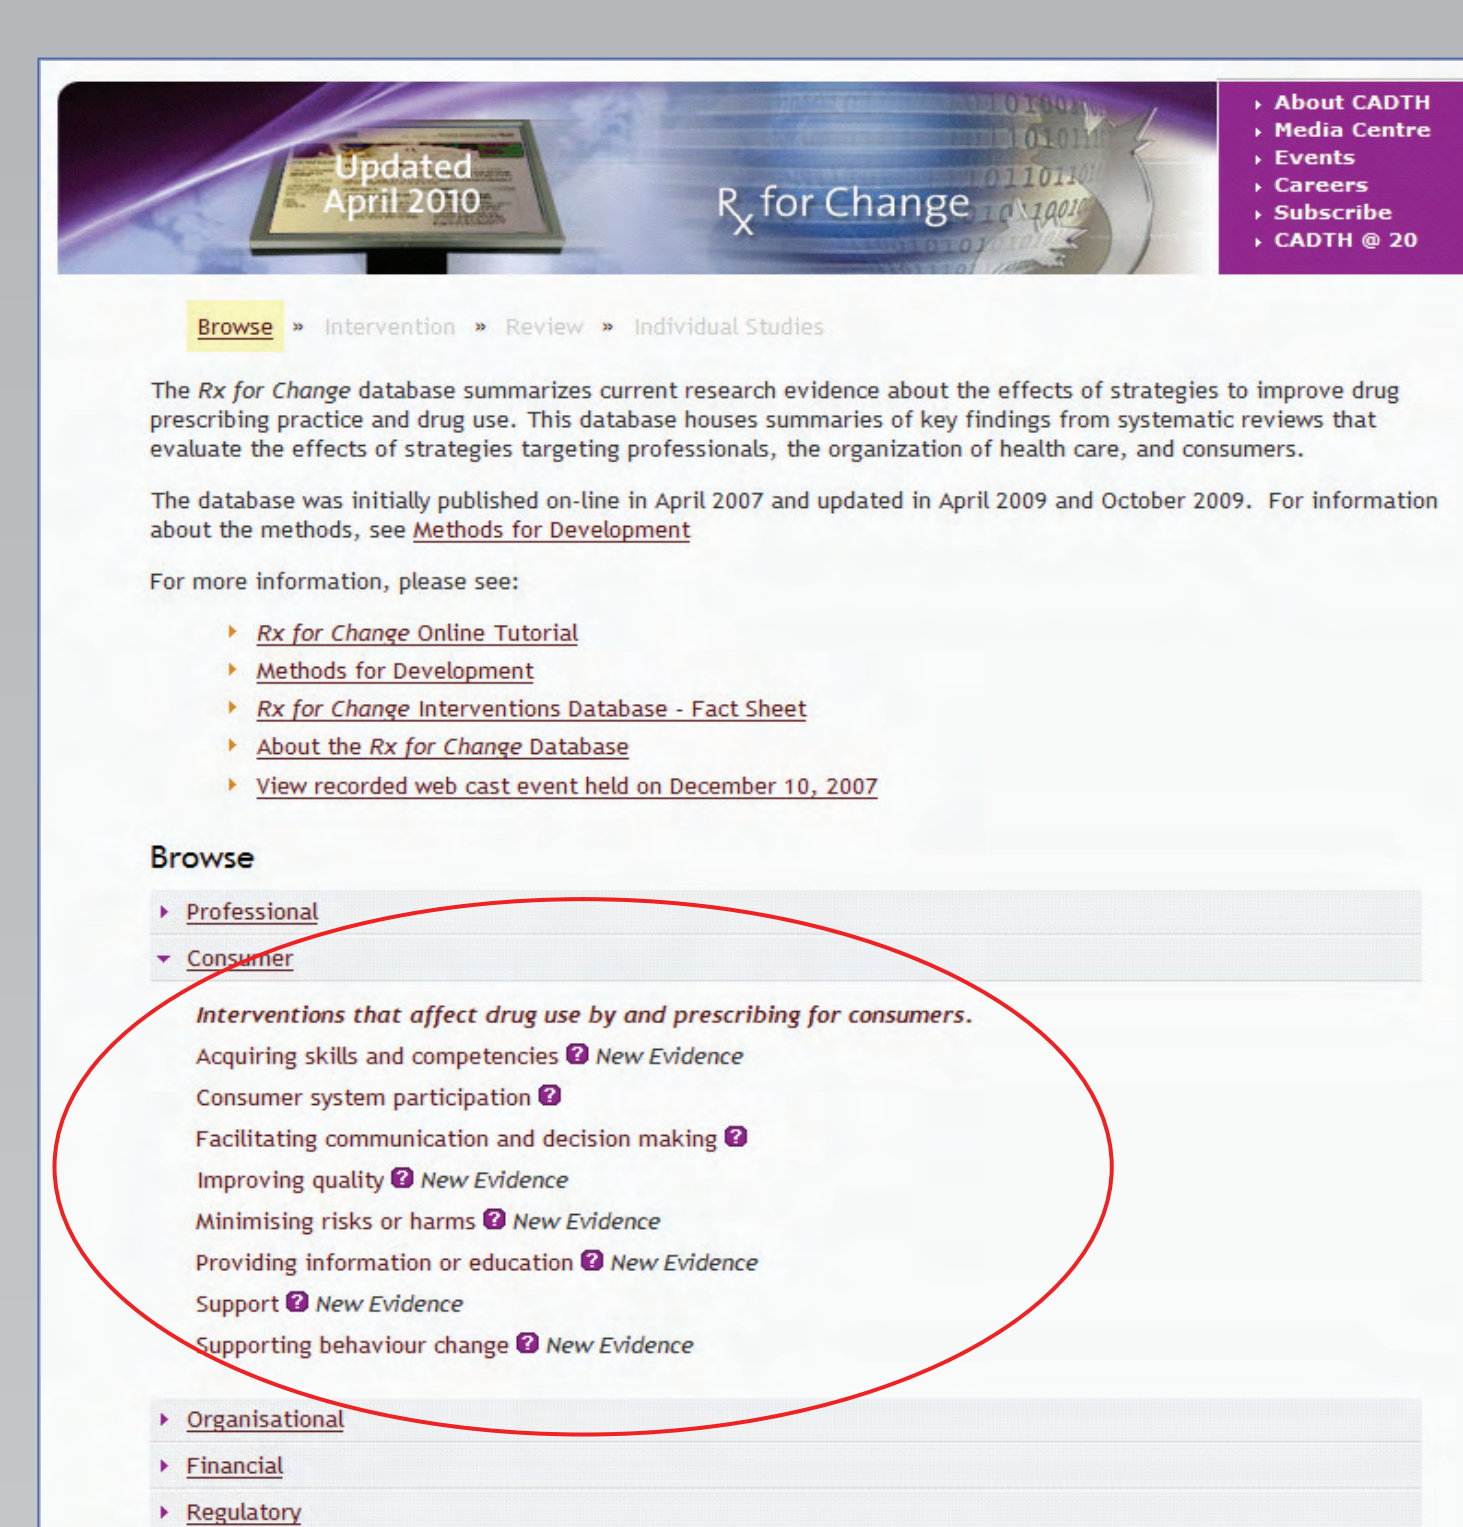 Updated
April 2010
Rx for Change
About CADTH
Media Centre
Events
Careers
Subscribe
CADTH @ 20
Browse » Intervention » Review » Individual Studies
The Rx for Change database summarizes current research evidence about the effects of strategies to improve drug
prescribing practice and drug use. This database houses summaries of key findings from systematic reviews that
evaluate the effects of strategies targeting professionals, the organization of health care, and consumers.
The database was initially published on-line in April 2007 and updated in April 2009 and October 2009. For information
about the methods, see Methods for Development
For more information, please see:
Rx for Change Online Tutorial
Methods for Development
Rx for Change Interventions Database - Fact Sheet
About the Rx for Change Database
View recorded web cast event held on December 10, 2007
Browse
Professional
Consumer
Interventions that affect drug use by and prescribing for consumers.
Acquiring skills and competencies ? New Evidence
Consumer system participation ?
Facilitating communication and decision making ?
Improving quality ? New Evidence
Minimising risks or harms ? New Evidence
Providing information or education ? New Evidence
Support ? New Evidence
Supporting behaviour change ? New Evidence
Organisational
Financial
Regulatory